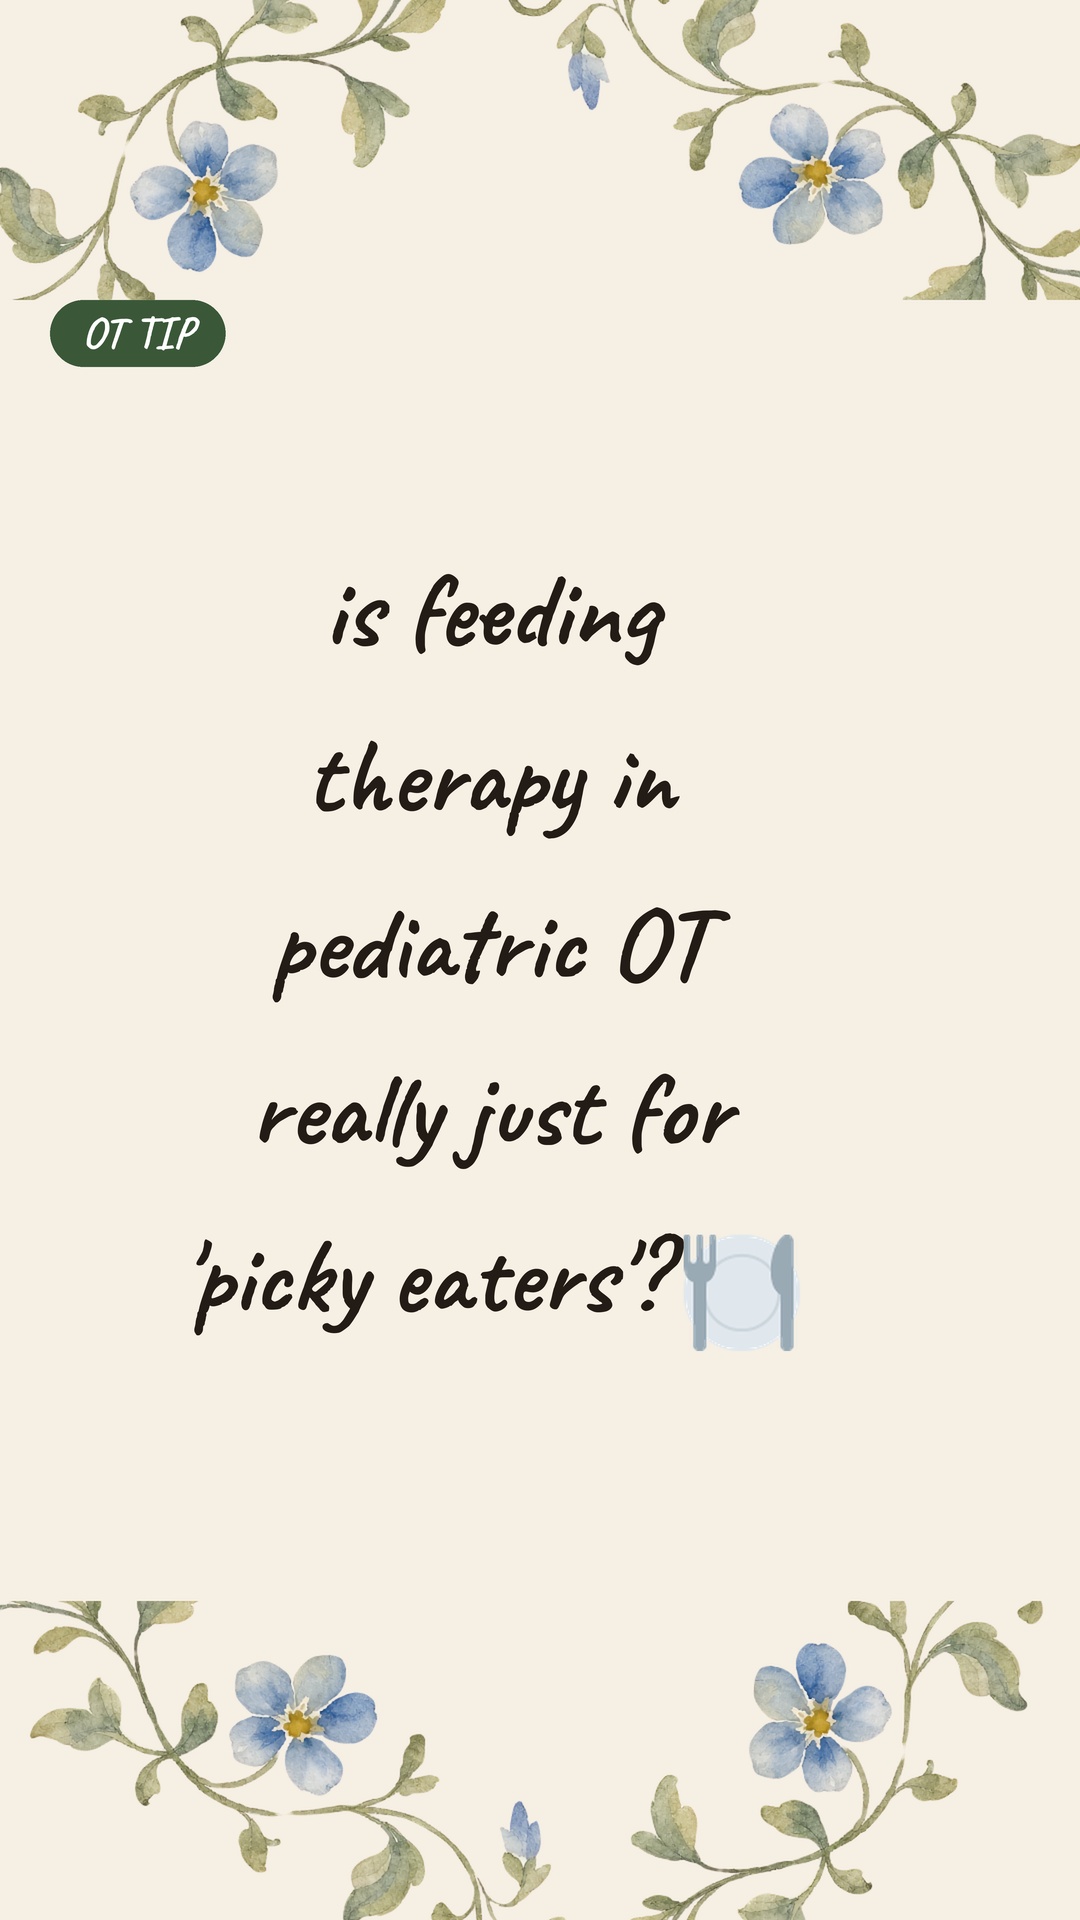 OT TIP
is feeding
therapy in
pediatric OT
really just for
'picky eaters'?🍽️